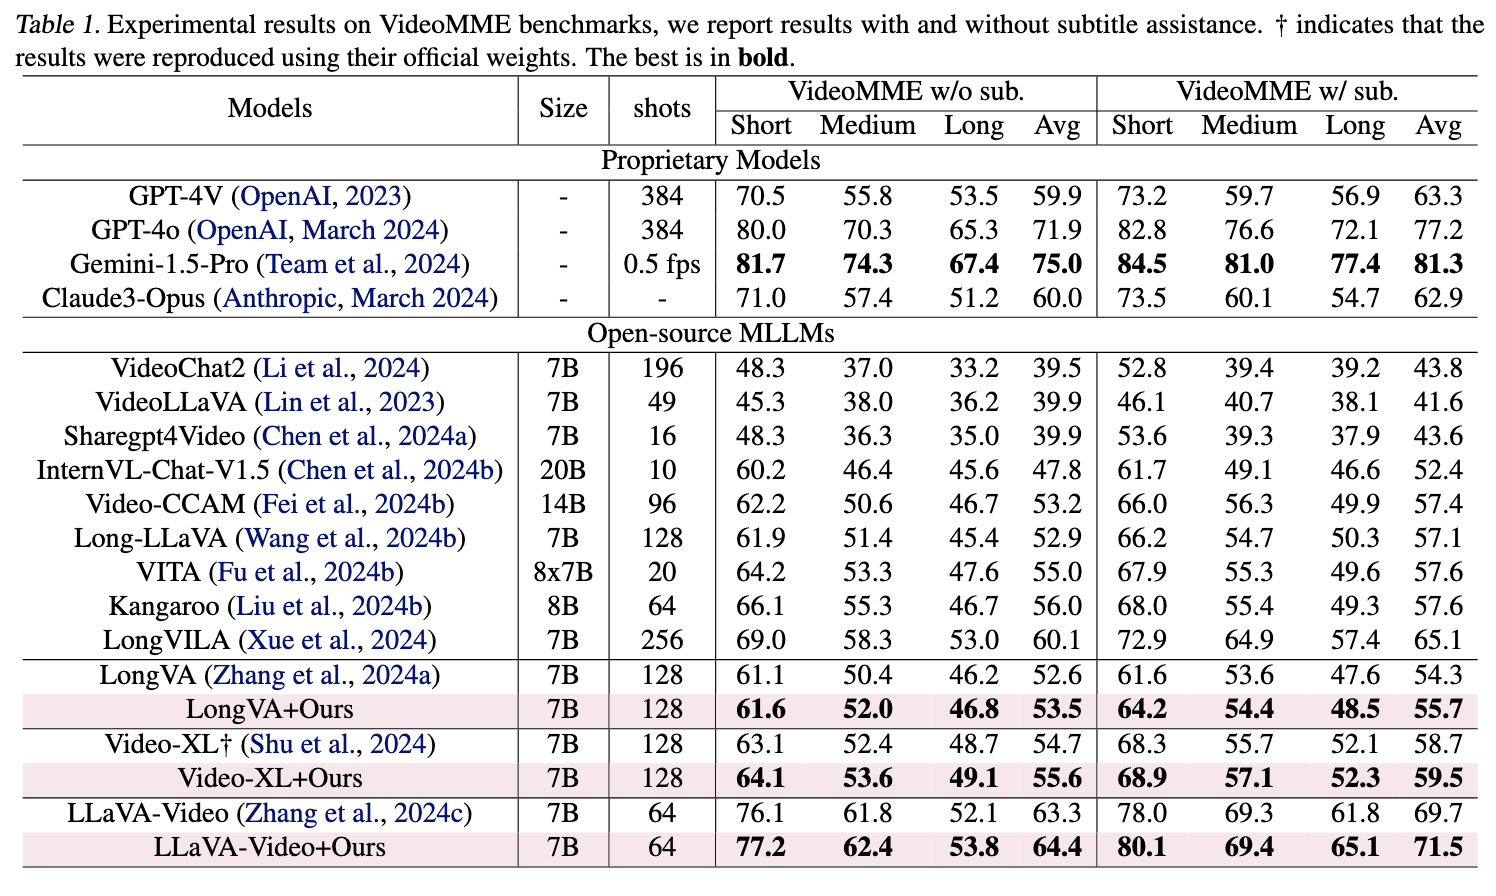 Table 1. Experimental results on VideoMME benchmarks, we report results with and without subtitle assistance. † indicates that the
results were reproduced using their official weights. The best is in bold.
Models Size shots VideoMME w/o sub. VideoMME w/ sub.
Short Medium Long Avg Short Medium Long Avg
Proprietary Models
GPT-4V (OpenAI, 2023) - 384 70.5 55.8 53.5 59.9 73.2 59.7 56.9 63.3
GPT-4o (OpenAI, March 2024) - 384 80.0 70.3 65.3 71.9 82.8 76.6 72.1 77.2
Gemini-1.5-Pro (Team et al., 2024) - 0.5 fps 81.7 74.3 67.4 75.0 84.5 81.0 77.4 81.3
Claude3-Opus (Anthropic, March 2024) - - 71.0 57.4 51.2 60.0 73.5 60.1 54.7 62.9
Open-source MLLMs
VideoChat2 (Li et al., 2024) 7B 196 48.3 37.0 33.2 39.5 52.8 39.4 39.2 43.8
VideoLLaVA (Lin et al., 2023) 7B 49 45.3 38.0 36.2 39.9 46.1 40.7 38.1 41.6
Sharegpt4Video (Chen et al., 2024a) 7B 16 48.3 36.3 35.0 39.9 53.6 39.3 37.9 43.6
InternVL-Chat-V1.5 (Chen et al., 2024b) 20B 10 60.2 46.4 45.6 47.8 61.7 49.1 46.6 52.4
Video-CCAM (Fei et al., 2024b) 14B 96 62.2 50.6 46.7 53.2 66.0 56.3 49.9 57.4
Long-LLaVA (Wang et al., 2024b) 7B 128 61.9 51.4 45.4 52.9 66.2 54.7 50.3 57.1
VITA (Fu et al., 2024b) 8x7B 20 64.2 53.3 47.6 55.0 67.9 55.3 49.6 57.6
Kangaroo (Liu et al., 2024b) 8B 64 66.1 55.3 46.7 56.0 68.0 55.4 49.3 57.6
LongVILA (Xue et al., 2024) 7B 256 69.0 58.3 53.0 60.1 72.9 64.9 57.4 65.1
LongVA (Zhang et al., 2024a) 7B 128 61.1 50.4 46.2 52.6 61.6 53.6 47.6 54.3
LongVA+Ours 7B 128 61.6 52.0 46.8 53.5 64.2 54.4 48.5 55.7
Video-XL† (Shu et al., 2024) 7B 128 63.1 52.4 48.7 54.7 68.3 55.7 52.1 58.7
Video-XL+Ours 7B 128 64.1 53.6 49.1 55.6 68.9 57.1 52.3 59.5
LLaVA-Video (Zhang et al., 2024c) 7B 64 76.1 61.8 52.1 63.3 78.0 69.3 61.8 69.7
LLaVA-Video+Ours 7B 64 77.2 62.4 53.8 64.4 80.1 69.4 65.1 71.5